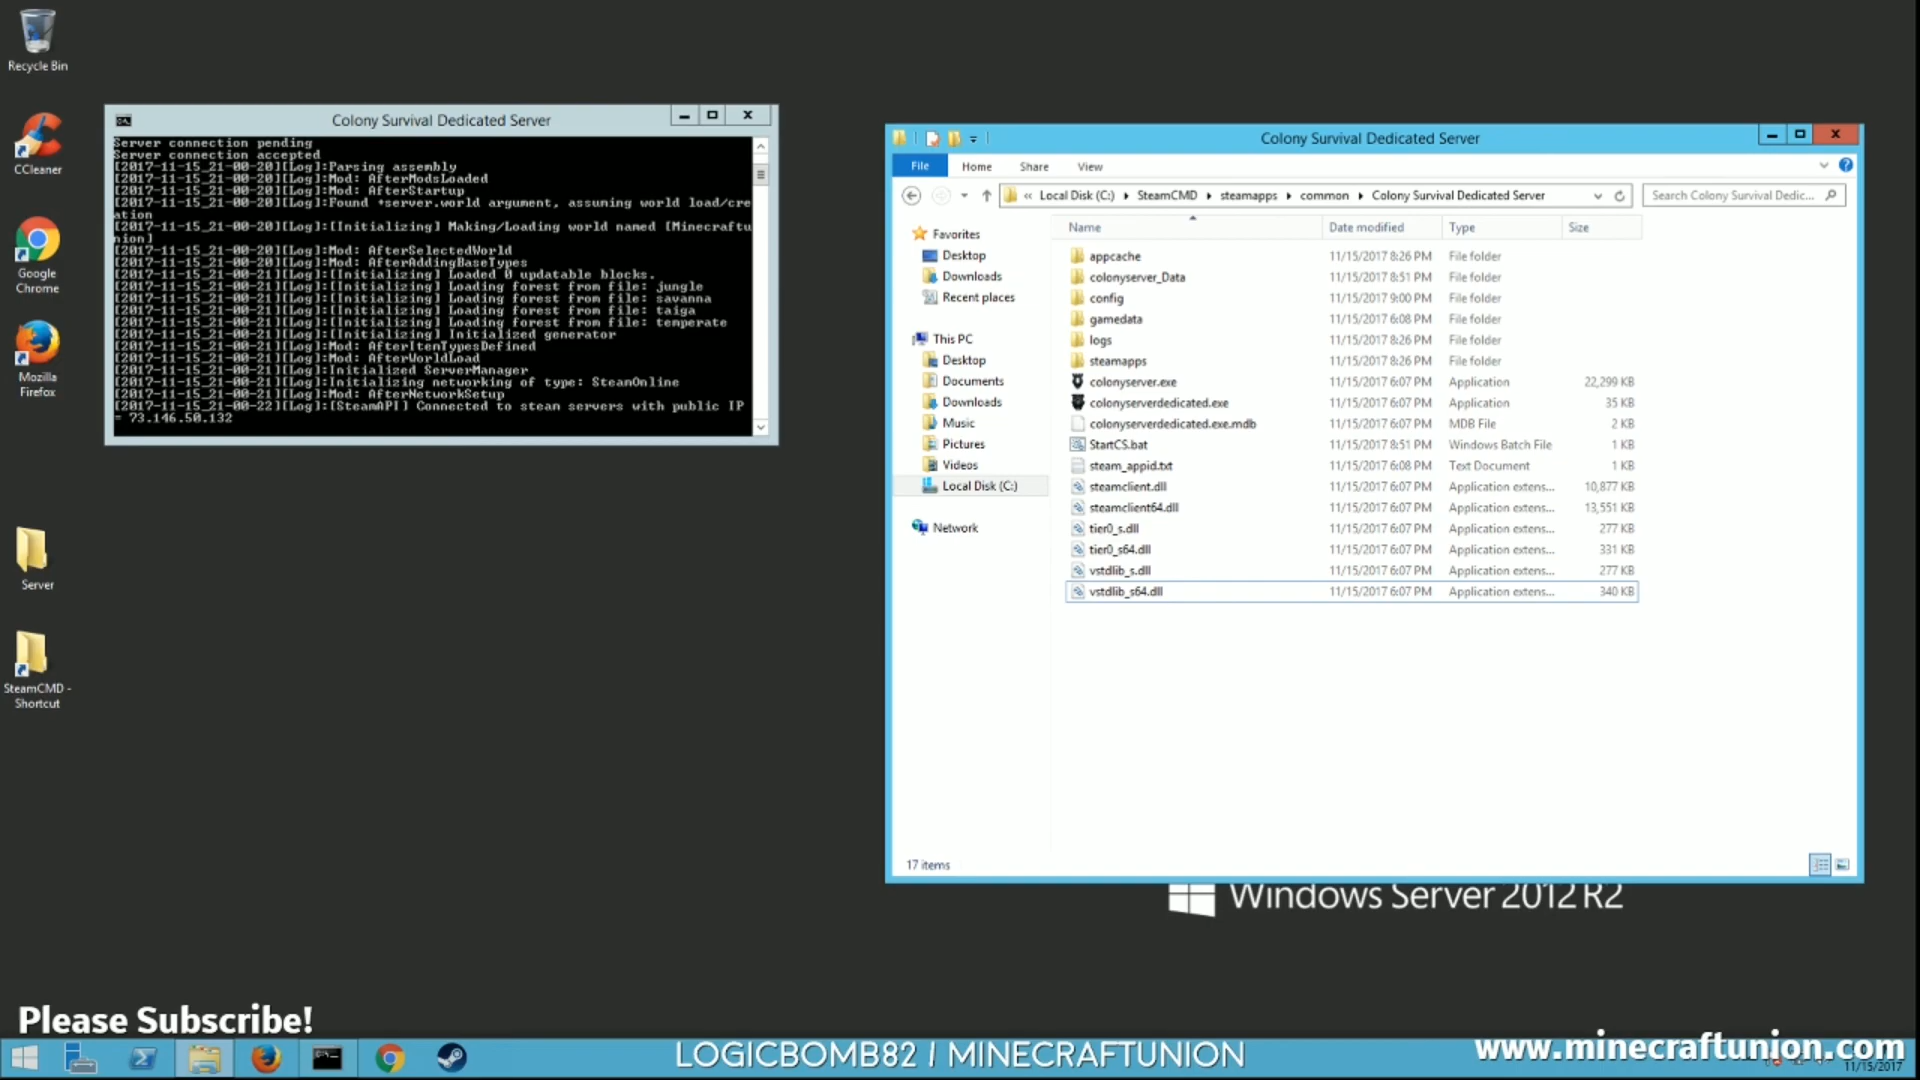 Recycle Bin
CCleaner
Google
Chrome
Mozilla
Firefox
Server
SteamCMD -
Shortcut
Colony Survival Dedicated Server
Server connection pending
Server connection accepted
[2017-11-15_21-00-20][Log]:Parsing assembly
[2017-11-15_21-00-20][Log]:Mod: AfterModsLoaded
[2017-11-15_21-00-20][Log]:Mod: AfterStartup
[2017-11-15_21-00-20][Log]:Found +server.world argument, assuming world load/cre
ation
[2017-11-15_21-00-20][Log]:[Initializing] Making/Loading world named [Minecraftu
nion]
[2017-11-15_21-00-20][Log]:Mod: AfterSelectedWorld
[2017-11-15_21-00-20][Log]:Mod: AfterAddingBaseTypes
[2017-11-15_21-00-21][Log]:[Initializing] Loaded 0 updatable blocks.
[2017-11-15_21-00-21][Log]:[Initializing] Loading forest from file: jungle
[2017-11-15_21-00-21][Log]:[Initializing] Loading forest from file: savanna
[2017-11-15_21-00-21][Log]:[Initializing] Loading forest from file: taiga
[2017-11-15_21-00-21][Log]:[Initializing] Loading forest from file: temperate
[2017-11-15_21-00-21][Log]:[Initializing] Initialized generator
[2017-11-15_21-00-21][Log]:Mod: AfterItemTypesDefined
[2017-11-15_21-00-21][Log]:Mod: AfterWorldLoad
[2017-11-15_21-00-21][Log]:Initialized ServerManager
[2017-11-15_21-00-21][Log]:Initializing networking of type: SteamOnline
[2017-11-15_21-00-21][Log]:Mod: AfterNetworkSetup
[2017-11-15_21-00-22][Log]:[SteamAPI] Connected to steam servers with public IP
= 73.146.50.132
Colony Survival Dedicated Server
File Home Share View
« Local Disk (C:) SteamCMD steamapps common Colony Survival Dedicated Server Search Colony Survival Dedic...
Favorites
Desktop
Downloads
Recent places
This PC
Desktop
Documents
Downloads
Music
Pictures
Videos
Local Disk (C:)
Network
Name Date modified Type Size
appcache 11/15/2017 8:26 PM File folder
colonyserver_Data 11/15/2017 8:51 PM File folder
config 11/15/2017 9:00 PM File folder
gamedata 11/15/2017 6:08 PM File folder
logs 11/15/2017 8:26 PM File folder
steamapps 11/15/2017 8:26 PM File folder
colonyserver.exe 11/15/2017 6:07 PM Application 22,299 KB
colonyserverdedicated.exe 11/15/2017 6:07 PM Application 35 KB
colonyserverdedicated.exe.mdb 11/15/2017 6:07 PM MDB File 2 KB
StartCS.bat 11/15/2017 8:51 PM Windows Batch File 1 KB
steam_appid.txt 11/15/2017 6:08 PM Text Document 1 KB
steamclient.dll 11/15/2017 6:07 PM Application extens... 10,877 KB
steamclient64.dll 11/15/2017 6:07 PM Application extens... 13,551 KB
tier0_s.dll 11/15/2017 6:07 PM Application extens... 277 KB
tier0_s64.dll 11/15/2017 6:07 PM Application extens... 331 KB
vstdlib_s.dll 11/15/2017 6:07 PM Application extens... 277 KB
vstdlib_s64.dll 11/15/2017 6:07 PM Application extens... 340 KB
17 items
Windows Server 2012 R2
Please Subscribe!
LOGICBOMB82 | MINECRAFTUNION
www.minecraftunion.com
11/15/2017